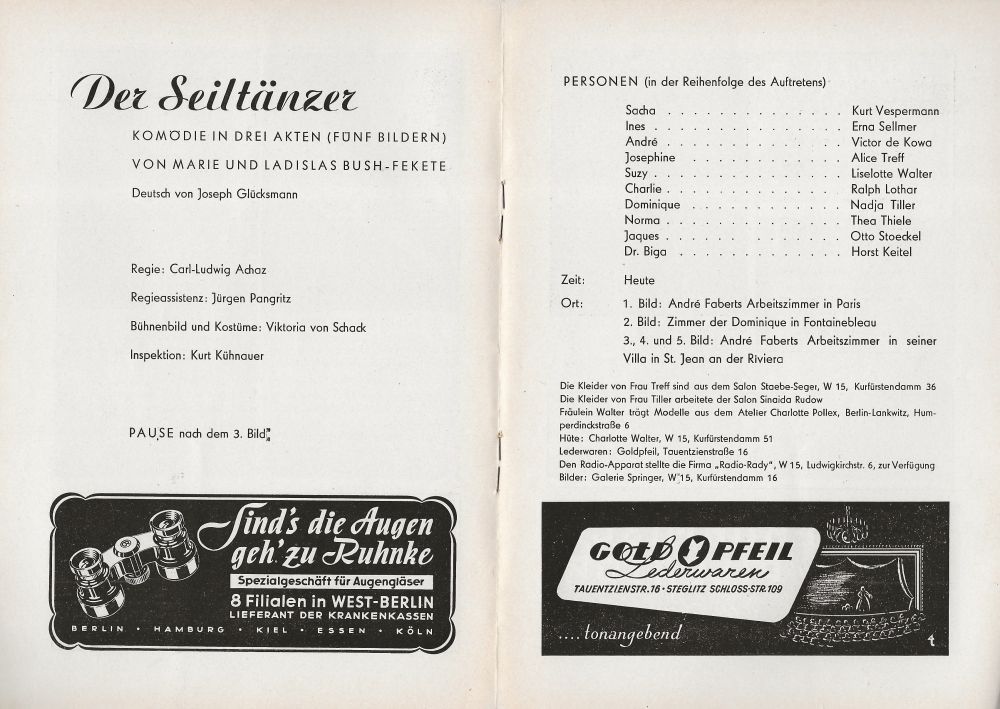 Der Seiltänzer
KOMÖDIE IN DREI AKTEN (FÜNF BILDERN)
VON MARIE UND LADISLAS BUSH-FEKETE
Deutsch von Joseph Glücksmann
Regie: Carl-Ludwig Achaz
Regieassistenz: Jürgen Pangritz
Bühnenbild und Kostüme: Viktoria von Schack
Inspektion: Kurt Kühnauer
PAUSE nach dem 3. Bild
Sind's die Augen
geh' zu Ruhnke
Spezialgeschäft für Augengläser
8 Filialen in WEST-BERLIN
LIEFERANT DER KRANKENKASSEN
BERLIN · HAMBURG · KIEL · ESSEN · KÖLN
PERSONEN (in der Reihenfolge des Auftretens)
Sacha . . . . . . . . . . . . . . Kurt Vespermann
Ines . . . . . . . . . . . . . . Erna Sellmer
André . . . . . . . . . . . . . . Victor de Kowa
Josephine . . . . . . . . . . . . Alice Treff
Suzy . . . . . . . . . . . . . . Liselotte Walter
Charlie . . . . . . . . . . . . . Ralph Lothar
Dominique . . . . . . . . . . . . Nadja Tiller
Norma . . . . . . . . . . . . . . Thea Thiele
Jaques . . . . . . . . . . . . . Otto Stoeckel
Dr. Biga . . . . . . . . . . . . Horst Keitel
Zeit: Heute
Ort: 1. Bild: André Faberts Arbeitszimmer in Paris
2. Bild: Zimmer der Dominique in Fontainebleau
3., 4. und 5. Bild: André Faberts Arbeitszimmer in seiner
Villa in St. Jean an der Riviera
Die Kleider von Frau Treff sind aus dem Salon Staebe-Seger, W 15, Kurfürstendamm 36
Die Kleider von Frau Tiller arbeitete der Salon Sinaida Rudow
Fräulein Walter trägt Modelle aus dem Atelier Charlotte Pollex, Berlin-Lankwitz, Hum-
perdinckstraße 6
Hüte: Charlotte Walter, W 15, Kurfürstendamm 51
Lederwaren: Goldpfeil, Tauentzienstraße 16
Den Radio-Apparat stellte die Firma „Radio-Rady", W 15, Ludwigkirchstr. 6, zur Verfügung
Bilder: Galerie Springer, W 15, Kurfürstendamm 16
GOLD PFEIL
Lederwaren
TAUENTZIENSTR. 16 · STEGLITZ SCHLOSS-STR. 109
....tonangebend